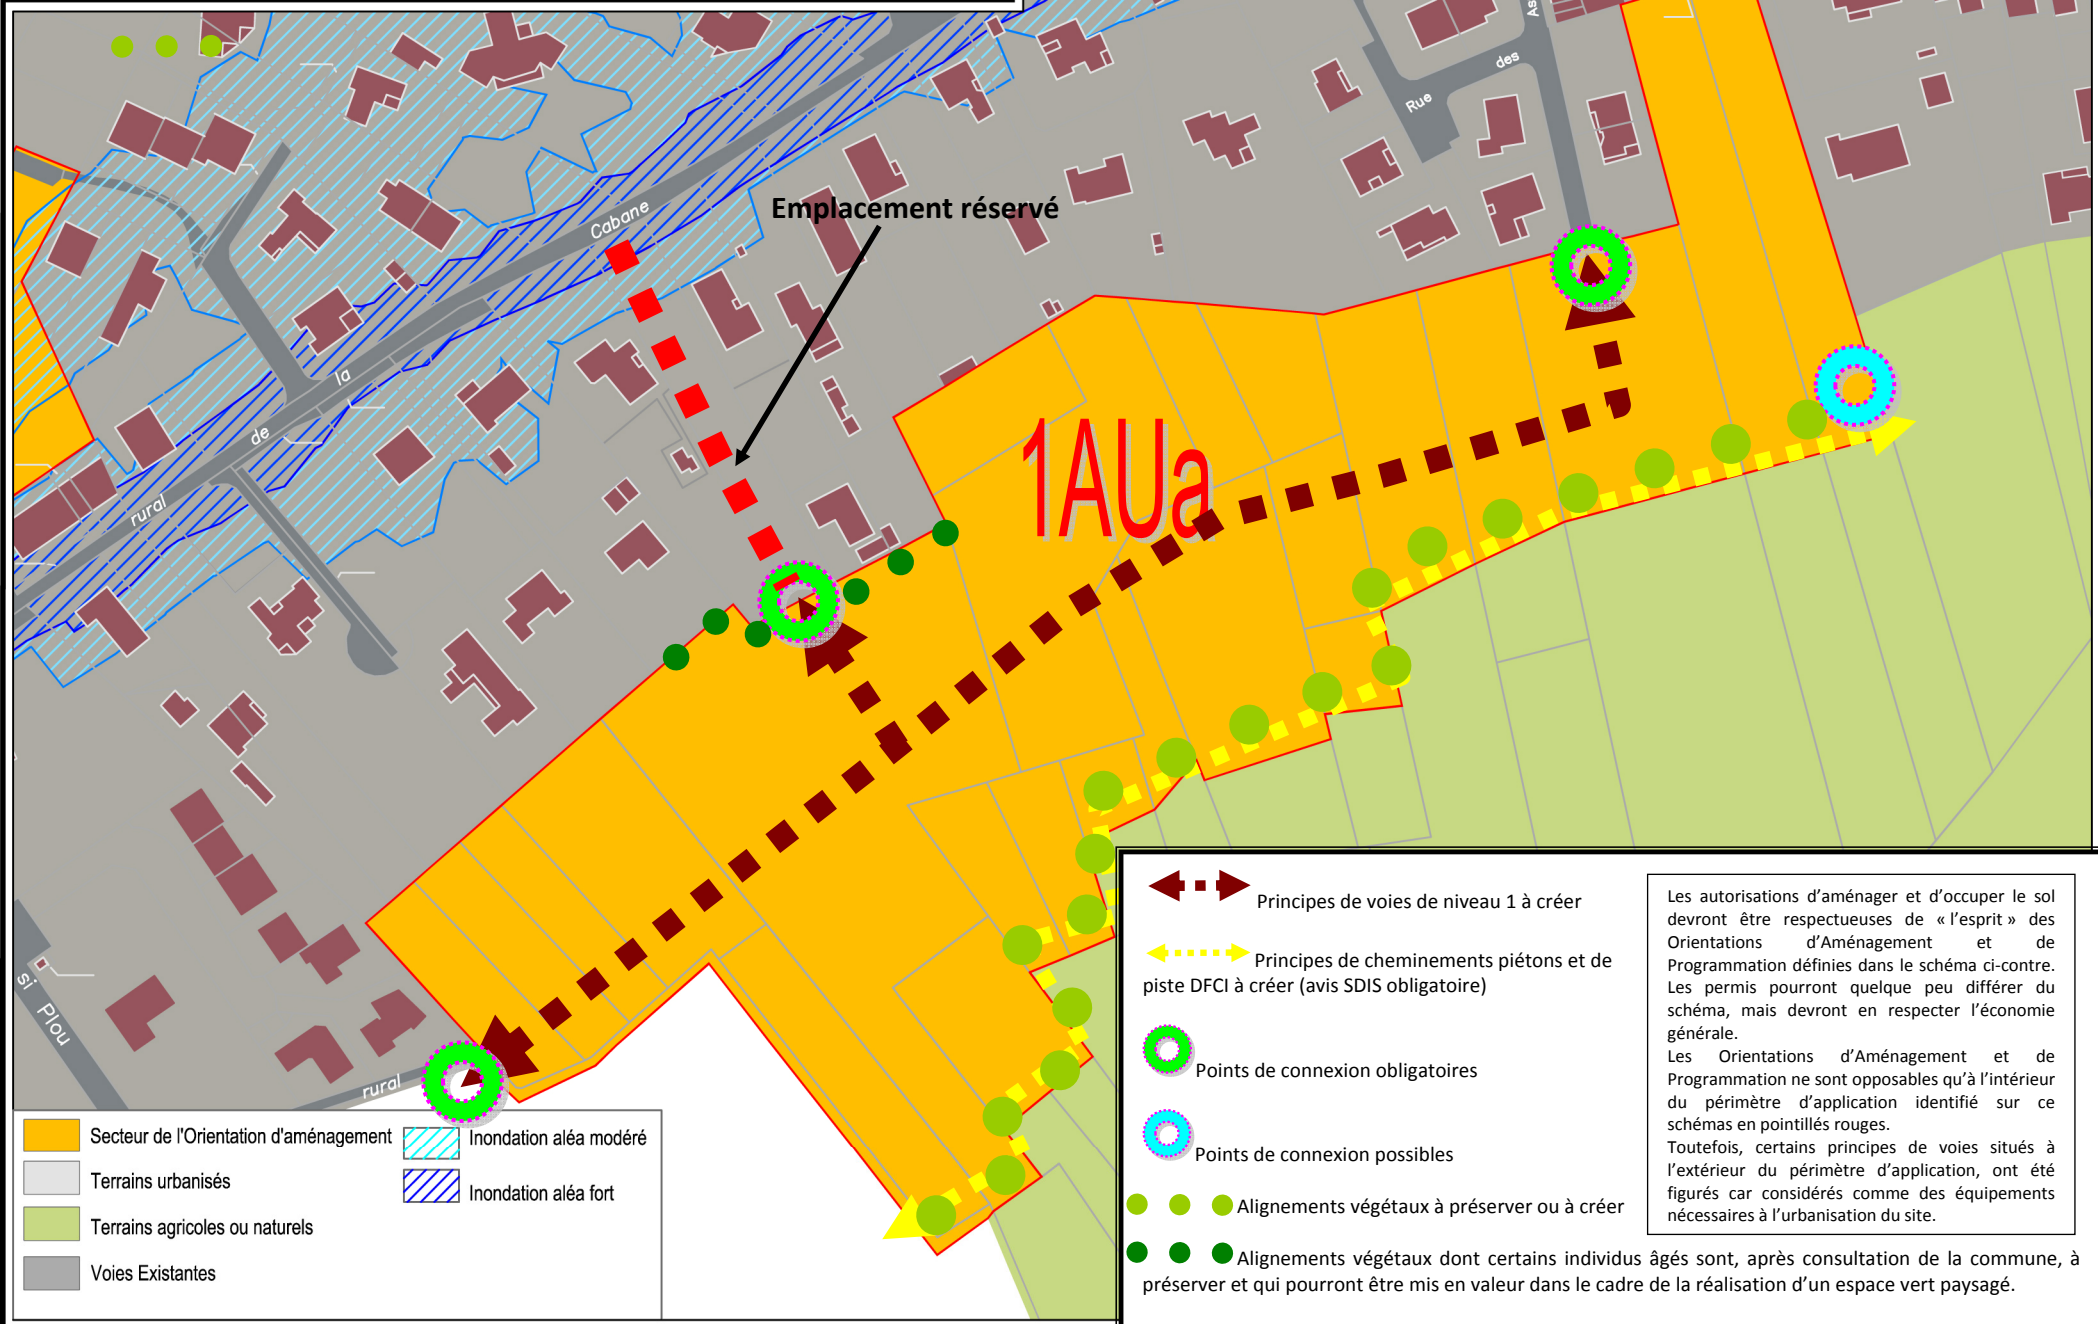 As
des
Rue
Emplacement réservé
Cabane
la
de
rural
1AUa
si Plou
rural
Secteur de l'Orientation d'aménagement
Terrains urbanisés
Terrains agricoles ou naturels
Voies Existantes
Inondation aléa modéré
Inondation aléa fort
Principes de voies de niveau 1 à créer
Principes de cheminements piétons et de
piste DFCI à créer (avis SDIS obligatoire)
Points de connexion obligatoires
Points de connexion possibles
Alignements végétaux à préserver ou à créer
Alignements végétaux dont certains individus âgés sont, après consultation de la commune, à
préserver et qui pourront être mis en valeur dans le cadre de la réalisation d'un espace vert paysagé.
Les autorisations d'aménager et d'occuper le sol
devront être respectueuses de « l'esprit » des
Orientations d'Aménagement et de
Programmation définies dans le schéma ci-contre.
Les permis pourront quelque peu différer du
schéma, mais devront en respecter l'économie
générale.
Les Orientations d'Aménagement et de
Programmation ne sont opposables qu'à l'intérieur
du périmètre d'application identifié sur ce
schémas en pointillés rouges.
Toutefois, certains principes de voies situés à
l'extérieur du périmètre d'application, ont été
figurés car considérés comme des équipements
nécessaires à l'urbanisation du site.